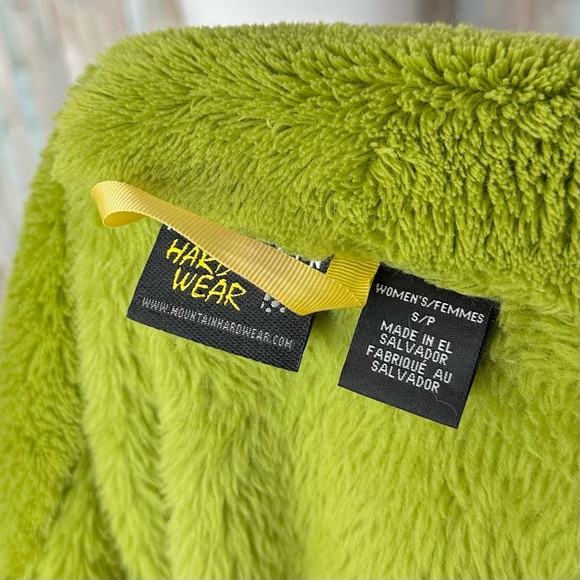 HARD
WEAR
WWW.MOUNTAINHARDWEAR.COM
WOMEN'S/FEMMES
S/P
MADE IN EL
SALVADOR
FABRIQUÉ AU
SALVADOR